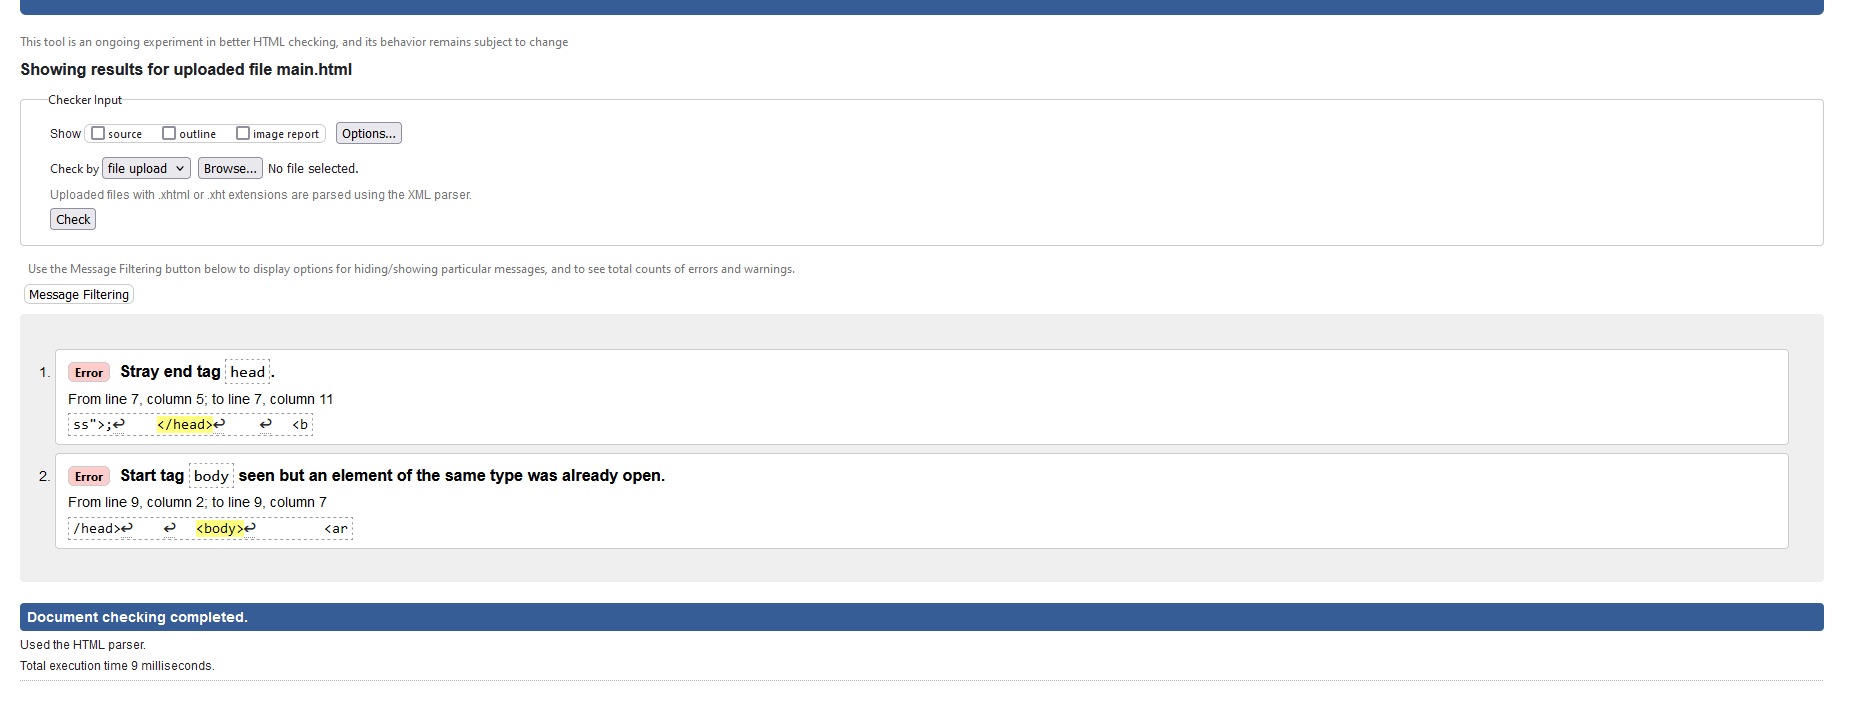 This tool is an ongoing experiment in better HTML checking, and its behavior remains subject to change
Showing results for uploaded file main.html
Checker Input
Show source outline image report Options...
Check by file upload Browse... No file selected.
Uploaded files with .xhtml or .xht extensions are parsed using the XML parser.
Check
Use the Message Filtering button below to display options for hiding/showing particular messages, and to see total counts of errors and warnings.
Message Filtering
1. Error Stray end tag head.
From line 7, column 5; to line 7, column 11
ss">;↩    </head>↩    ↩  <b
2. Error Start tag body seen but an element of the same type was already open.
From line 9, column 2; to line 9, column 7
/head>↩    ↩  <body>↩        <ar
Document checking completed.
Used the HTML parser.
Total execution time 9 milliseconds.